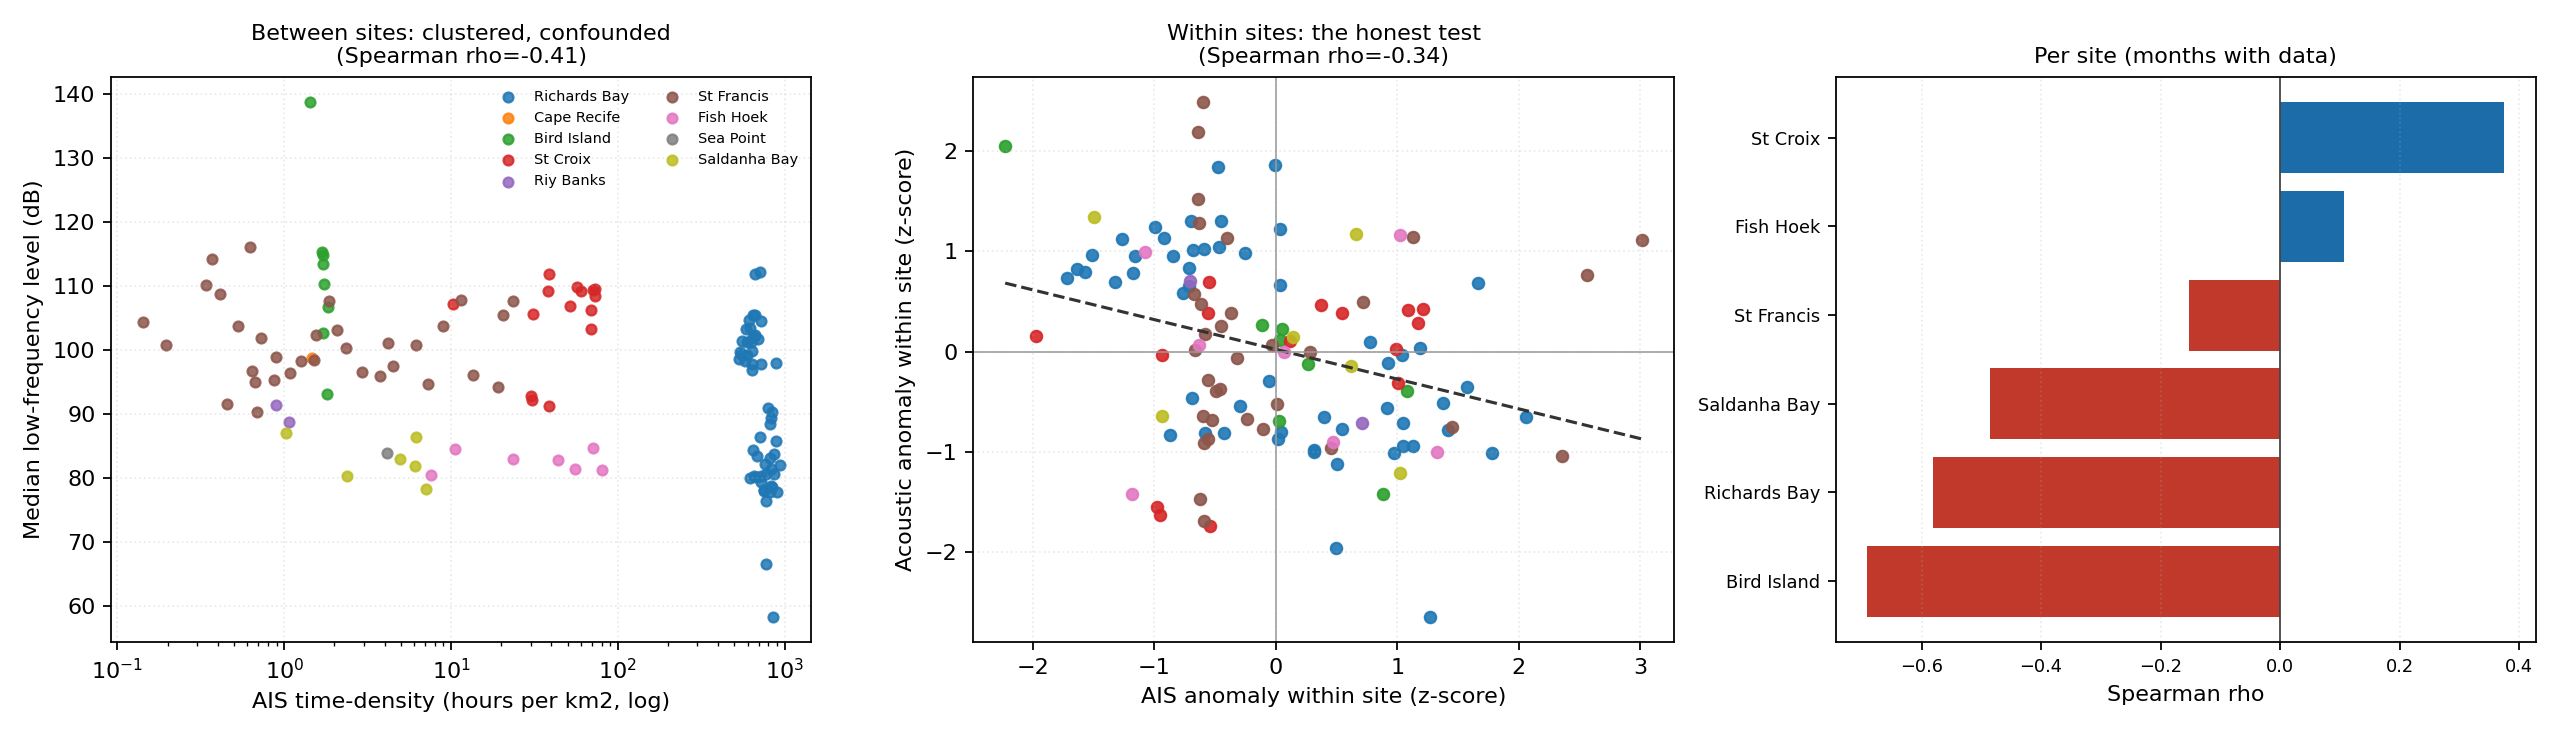 Between sites: clustered, confounded
(Spearman rho=-0.41)
Median low-frequency level (dB)
140
130
120
110
100
90
80
70
60
Richards Bay
Cape Recife
Bird Island
St Croix
Riy Banks
St Francis
Fish Hoek
Sea Point
Saldanha Bay
10⁻¹
10⁰
10¹
10²
10³
AIS time-density (hours per km2, log)
Within sites: the honest test
(Spearman rho=-0.34)
Acoustic anomaly within site (z-score)
2
1
0
−1
−2
−2
−1
0
1
2
3
AIS anomaly within site (z-score)
Per site (months with data)
St Croix
Fish Hoek
St Francis
Saldanha Bay
Richards Bay
Bird Island
−0.6
−0.4
−0.2
0.0
0.2
0.4
Spearman rho